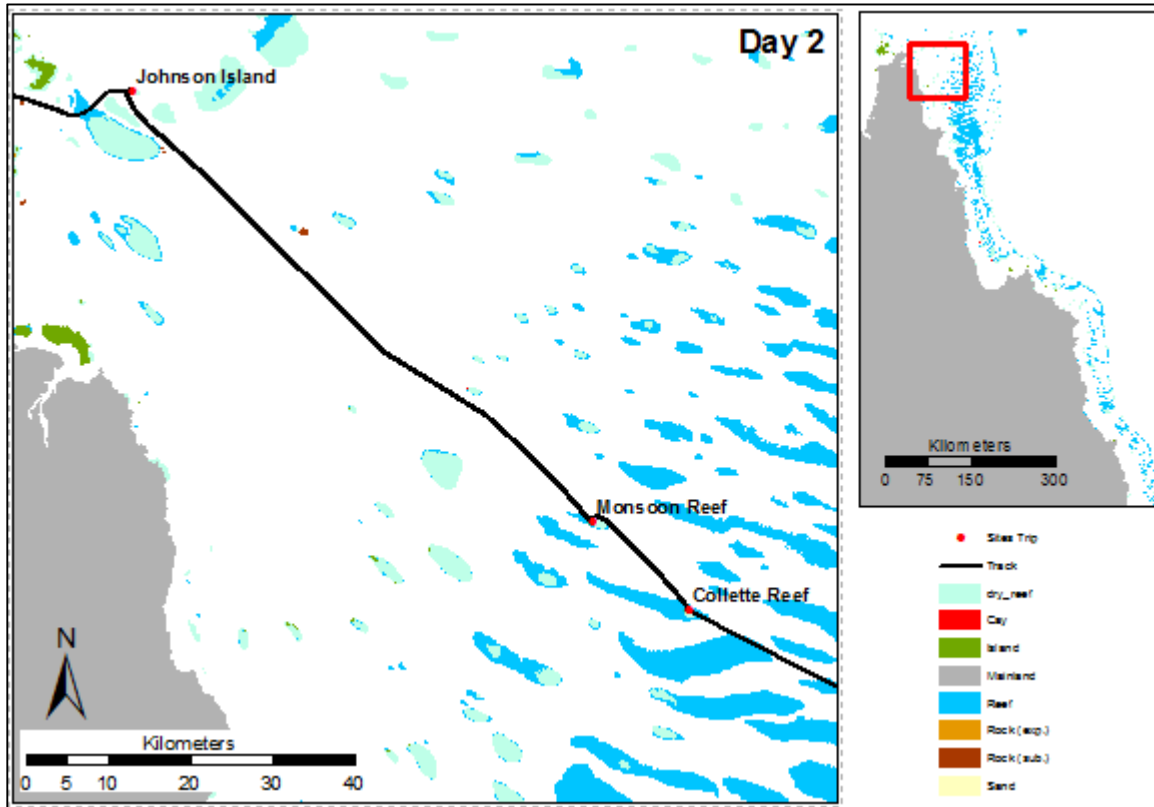 Day 2
Johnson Island
Monsoon Reef
Collette Reef
N
Kilometers
0 5 10 20 30 40
Kilometers
0 75 150 300
Sites Trip
Track
dry_reef
Cay
Island
Mainland
Reef
Rock (exp.)
Rock (sub.)
Sand